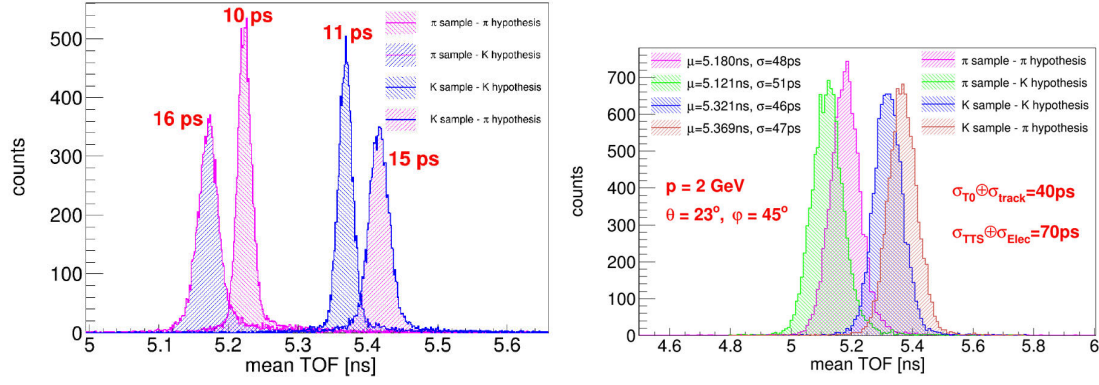 10 ps
11 ps
16 ps
15 ps
π sample - π hypothesis
π sample - K hypothesis
K sample - K hypothesis
K sample - π hypothesis
counts
500
400
300
200
100
0
5
5.1
5.2
5.3
5.4
5.5
5.6
mean TOF [ns]
μ=5.180ns, σ=48ps
μ=5.121ns, σ=51ps
μ=5.321ns, σ=46ps
μ=5.369ns, σ=47ps
π sample - π hypothesis
π sample - K hypothesis
K sample - K hypothesis
K sample - π hypothesis
p = 2 GeV
θ = 23°, φ = 45°
σT0⊕σtrack=40ps
σTTS⊕σElec=70ps
counts
700
600
500
400
300
200
100
0
4.6
4.8
5
5.2
5.4
5.6
5.8
6
mean TOF [ns]